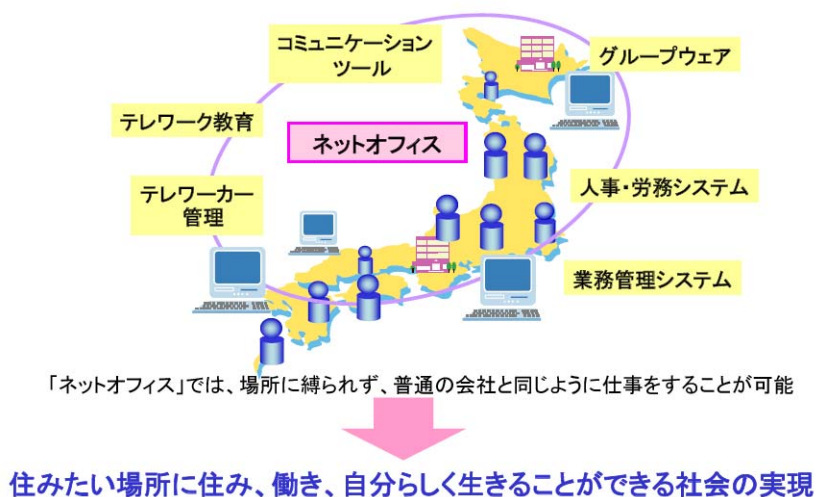 コミュニケーション
ツール
グループウェア
テレワーク教育
ネットオフィス
テレワーカー
管理
人事・労務システム
業務管理システム
「ネットオフィス」では、場所に縛られず、普通の会社と同じように仕事をすることが可能
住みたい場所に住み、働き、自分らしく生きることができる社会の実現